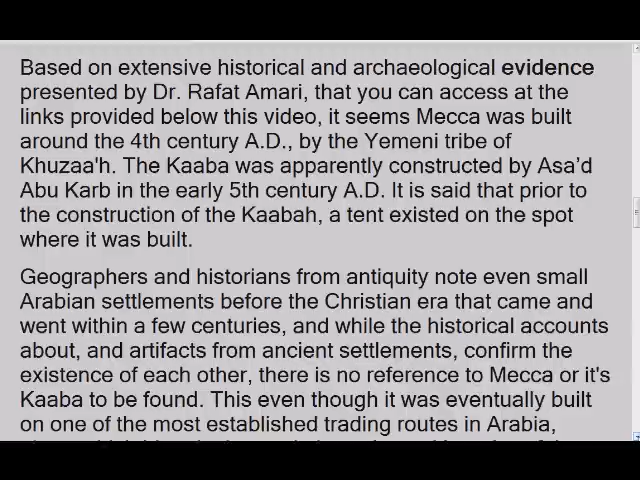 Based on extensive historical and archaeological evidence
presented by Dr. Rafat Amari, that you can access at the
links provided below this video, it seems Mecca was built
around the 4th century A.D., by the Yemeni tribe of
Khuzaa'h. The Kaaba was apparently constructed by Asa'd
Abu Karb in the early 5th century A.D. It is said that prior to
the construction of the Kaabah, a tent existed on the spot
where it was built.
Geographers and historians from antiquity note even small
Arabian settlements before the Christian era that came and
went within a few centuries, and while the historical accounts
about, and artifacts from ancient settlements, confirm the
existence of each other, there is no reference to Mecca or it's
Kaaba to be found. This even though it was eventually built
on one of the most established trading routes in Arabia,